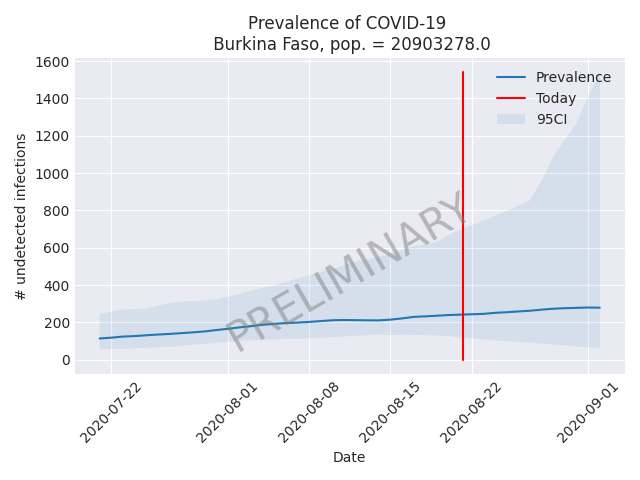 Prevalence of COVID-19
Burkina Faso, pop. = 20903278.0
1600
1400
1200
1000
800
600
400
200
0
# undetected infections
Prevalence
Today
95CI
PRELIMINARY
2020-07-22
2020-08-01
2020-08-08
2020-08-15
2020-08-22
2020-09-01
Date